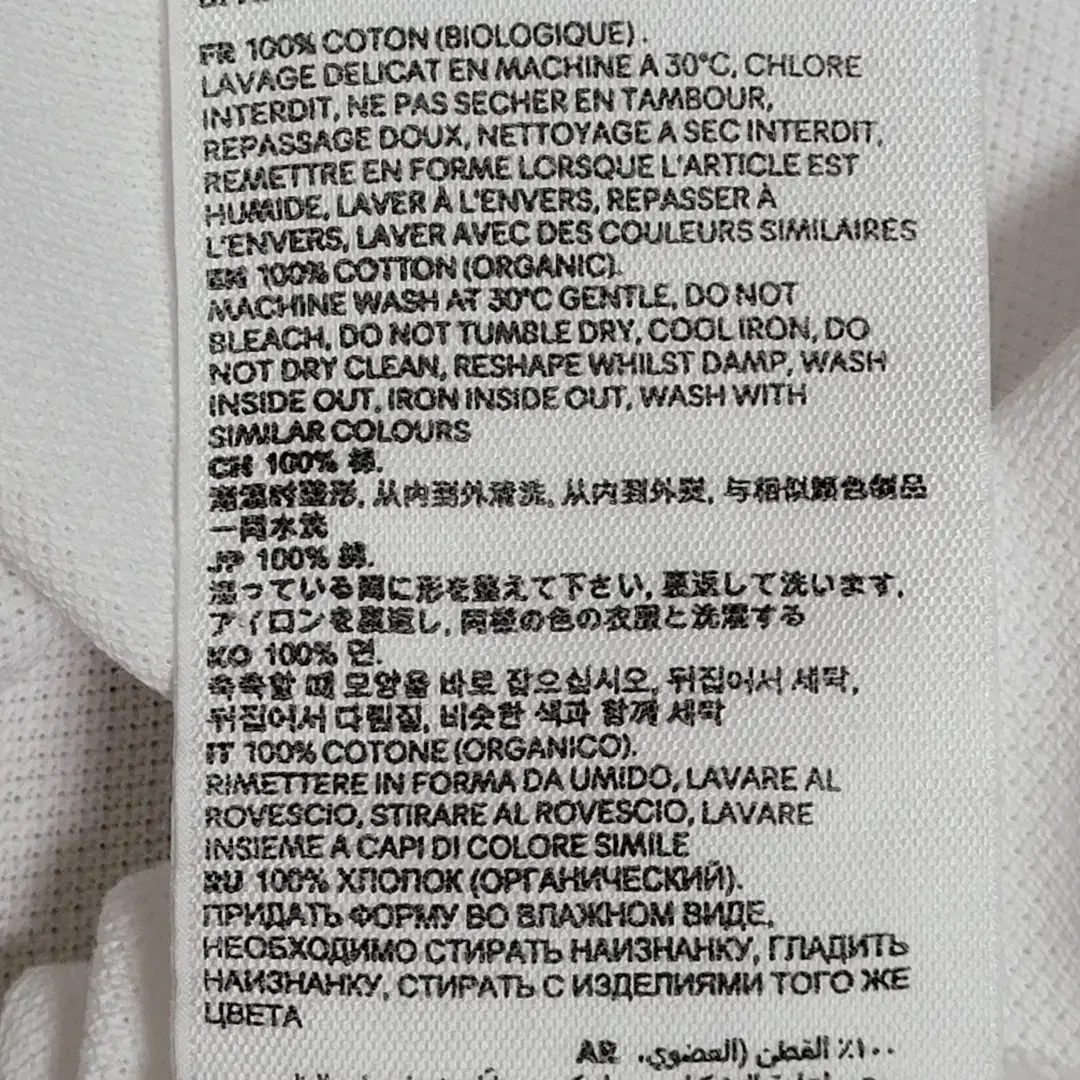 FR 100% COTON (BIOLOGIQUE).
LAVAGE DELICAT EN MACHINE A 30°C, CHLORE
INTERDIT, NE PAS SECHER EN TAMBOUR,
REPASSAGE DOUX, NETTOYAGE A SEC INTERDIT,
REMETTRE EN FORME LORSQUE L'ARTICLE EST
HUMIDE, LAVER À L'ENVERS, REPASSER À
L'ENVERS, LAVER AVEC DES COULEURS SIMILAIRES
EN 100% COTTON (ORGANIC).
MACHINE WASH AT 30°C GENTLE, DO NOT
BLEACH, DO NOT TUMBLE DRY, COOL IRON, DO
NOT DRY CLEAN, RESHAPE WHILST DAMP, WASH
INSIDE OUT, IRON INSIDE OUT, WASH WITH
SIMILAR COLOURS
CH 100% 棉.
潮湿时整形, 从内到外清洗, 从内到外熨, 与相似颜色制品
一同水洗
JP 100% 綿.
湿っている間に形を整えて下さい, 裏返して洗います,
アイロンを裏返し, 同様の色の衣服と洗濯する
KO 100% 면.
축축할 때 모양을 바로 잡으십시오, 뒤집어서 세탁,
뒤집어서 다림질, 비슷한 색과 함께 세탁
IT 100% COTONE (ORGANICO).
RIMETTERE IN FORMA DA UMIDO, LAVARE AL
ROVESCIO, STIRARE AL ROVESCIO, LAVARE
INSIEME A CAPI DI COLORE SIMILE
RU 100% ХЛОПОК (ОРГАНИЧЕСКИЙ).
ПРИДАТЬ ФОРМУ ВО ВЛАЖНОМ ВИДЕ,
НЕОБХОДИМО СТИРАТЬ НАИЗНАНКУ, ГЛАДИТЬ
НАИЗНАНКУ, СТИРАТЬ С ИЗДЕЛИЯМИ ТОГО ЖЕ
ЦВЕТА
١٠٠٪ القطن (العضوي). AR